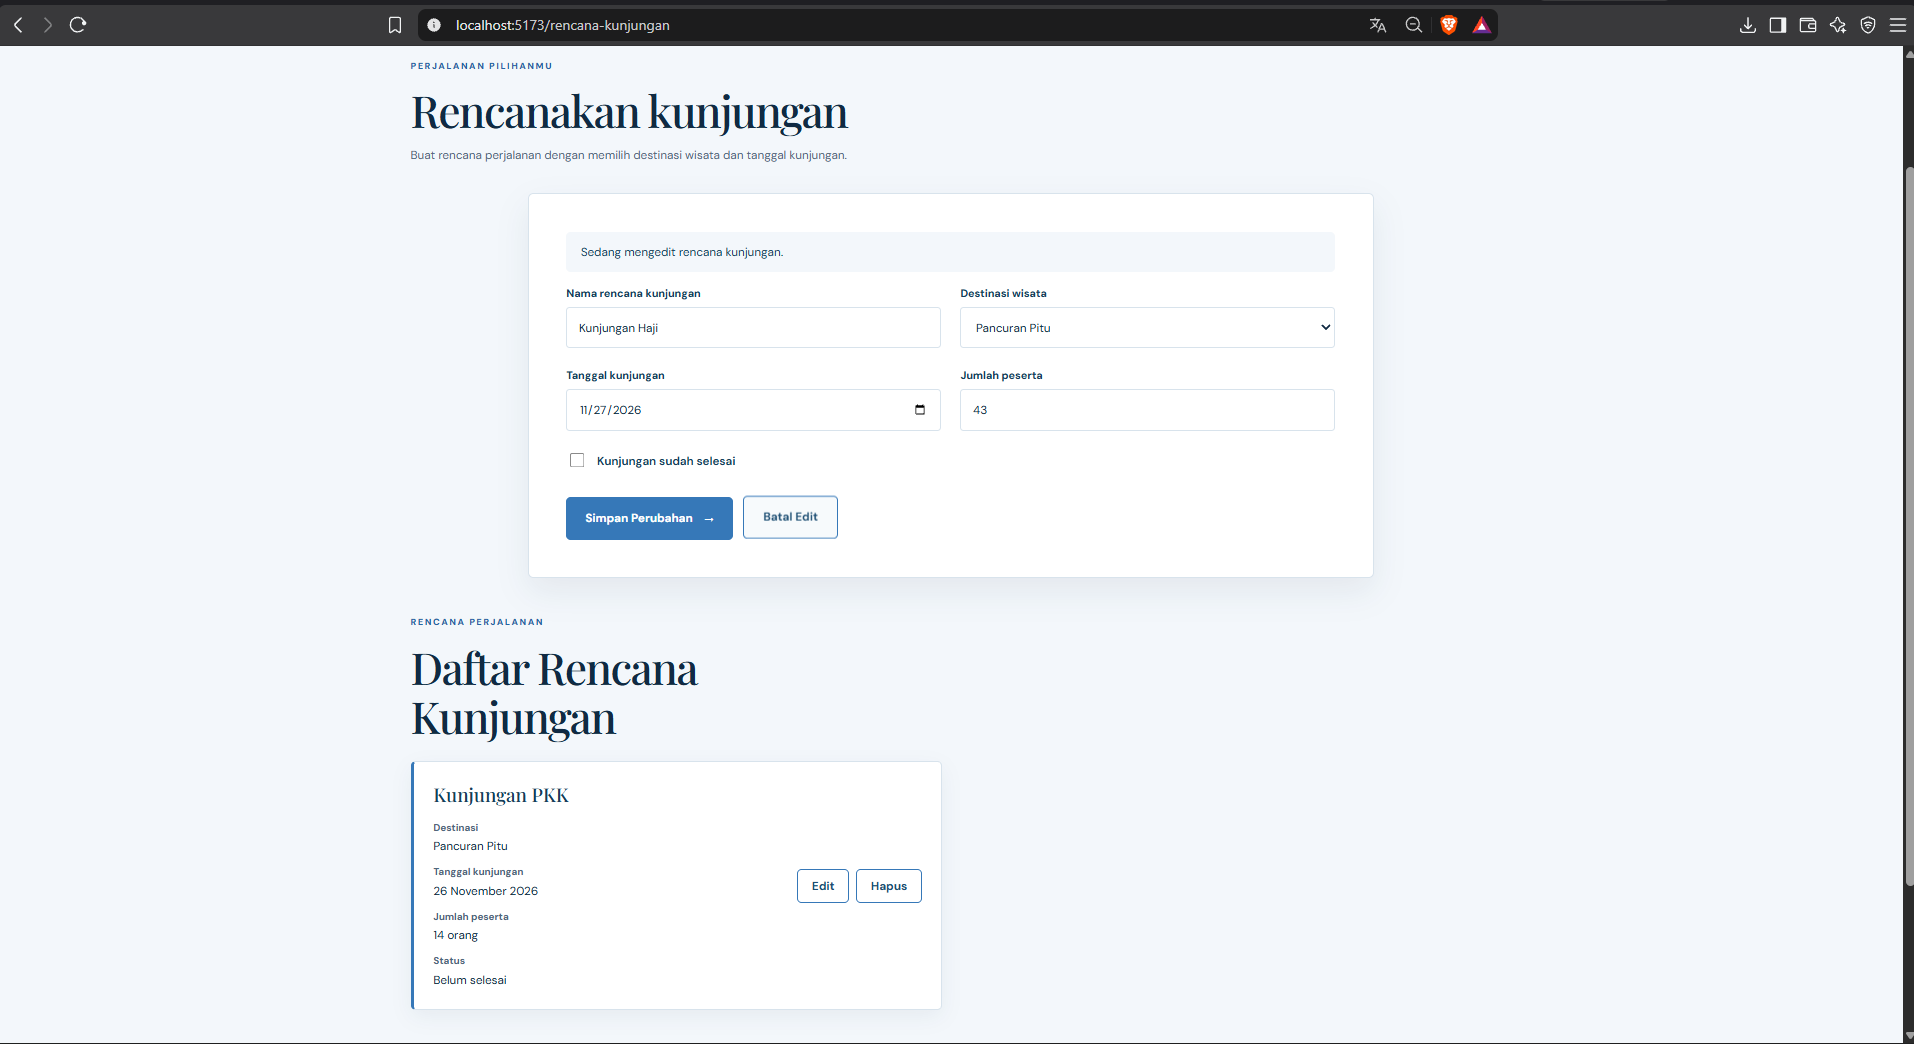 localhost:5173/rencana-kunjungan
PERJALANAN PILIHANMU
Rencanakan kunjungan
Buat rencana perjalanan dengan memilih destinasi wisata dan tanggal kunjungan.
Sedang mengedit rencana kunjungan.
Nama rencana kunjungan
Kunjungan Haji
Destinasi wisata
Pancuran Pitu
Tanggal kunjungan
11/27/2026
Jumlah peserta
43
Kunjungan sudah selesai
Simpan Perubahan →
Batal Edit
RENCANA PERJALANAN
Daftar Rencana
Kunjungan
Kunjungan PKK
Destinasi
Pancuran Pitu
Tanggal kunjungan
26 November 2026
Jumlah peserta
14 orang
Status
Belum selesai
Edit
Hapus